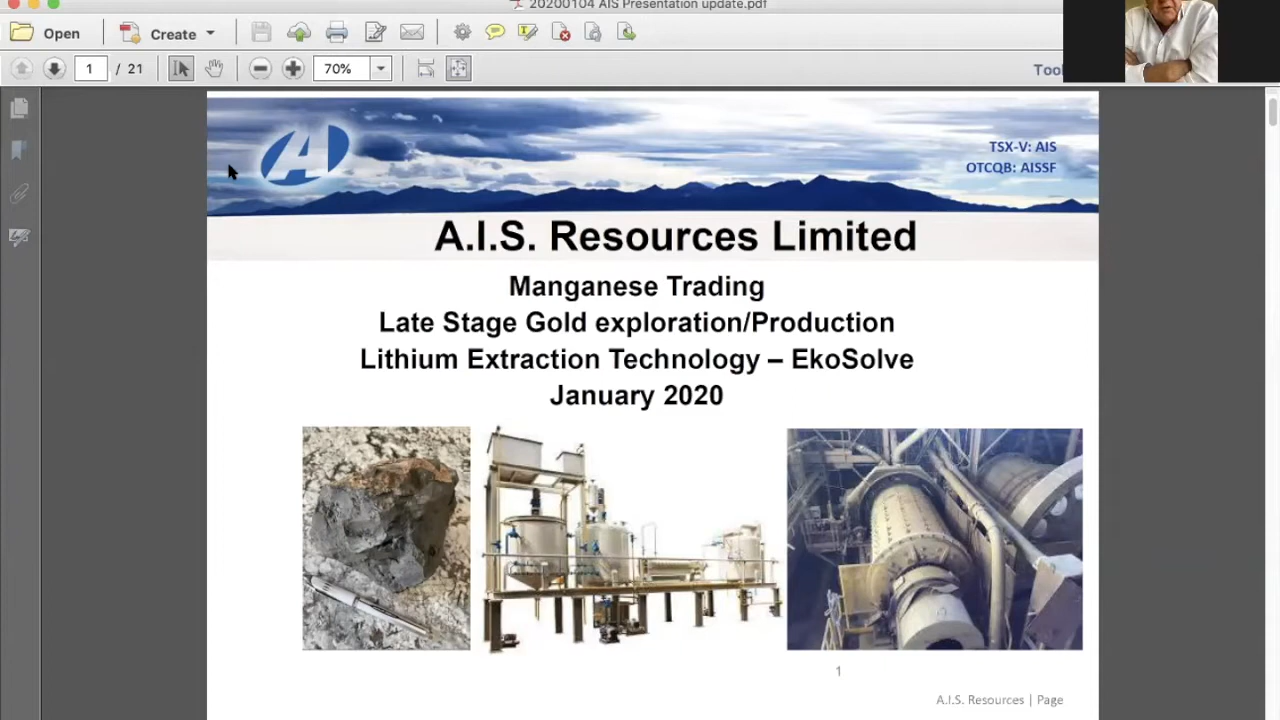 20200104 AIS Presentation update.pdf
Open
Create
1 / 21
70%
Tool
TSX-V: AIS
OTCQB: AISSF
A.I.S. Resources Limited
Manganese Trading
Late Stage Gold exploration/Production
Lithium Extraction Technology – EkoSolve
January 2020
1
A.I.S. Resources | Page